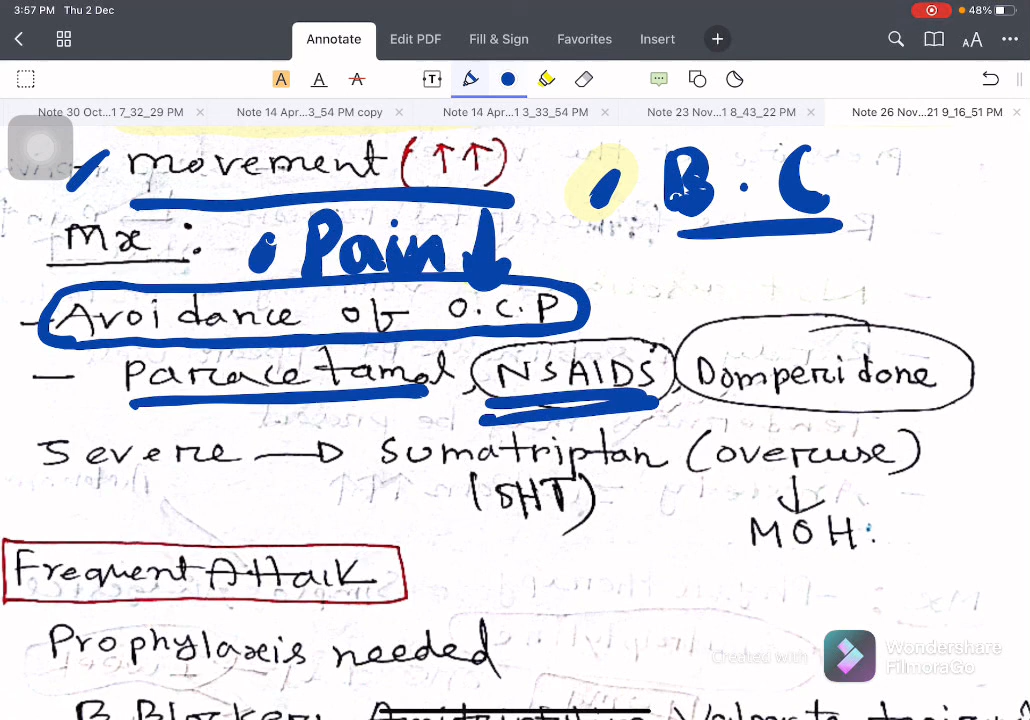 3:57 PM Thu 2 Dec 48%
Annotate Edit PDF Fill & Sign Favorites Insert
Note 30 Oct...1 7_32_29 PM Note 14 Apr...3_54 PM copy Note 14 Apr...1 3_33_54 PM Note 23 Nov...1 8_43_22 PM Note 26 Nov...21 9_16_51 PM
- movement (↑↑) B. C
Mx : Pain ↓
- Avoidance of O.C.P
- Paracetamol, NSAIDS, Domperidone
Severe → Sumatriptan (overuse)
(5HT) ↓
MOH:
Frequent Attack
Prophylaxis needed
Created with Wondershare
FilmoraGo
B Blocker, Amitriptyline, Valproate